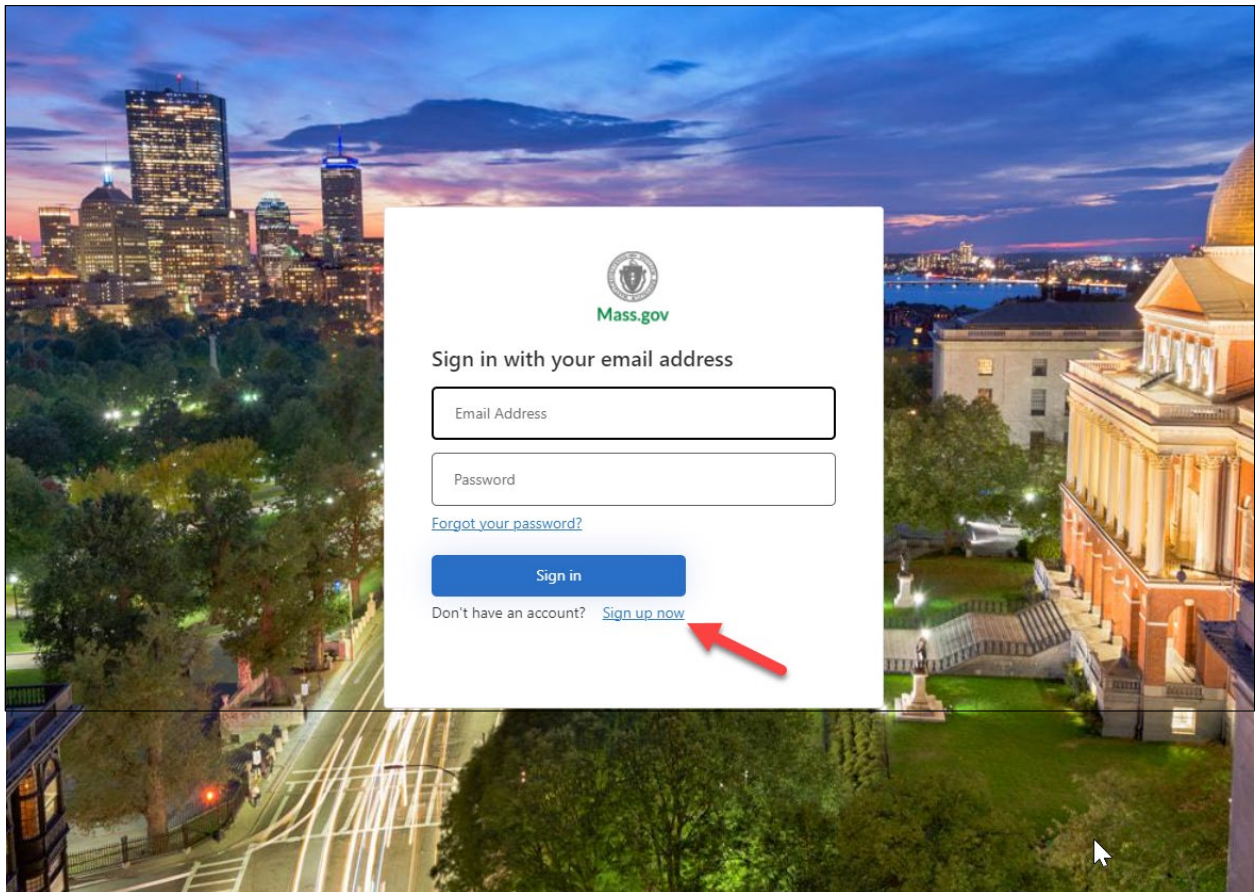 Mass.gov
Sign in with your email address
Email Address
Password
Forgot your password?
Sign in
Don't have an account? Sign up now